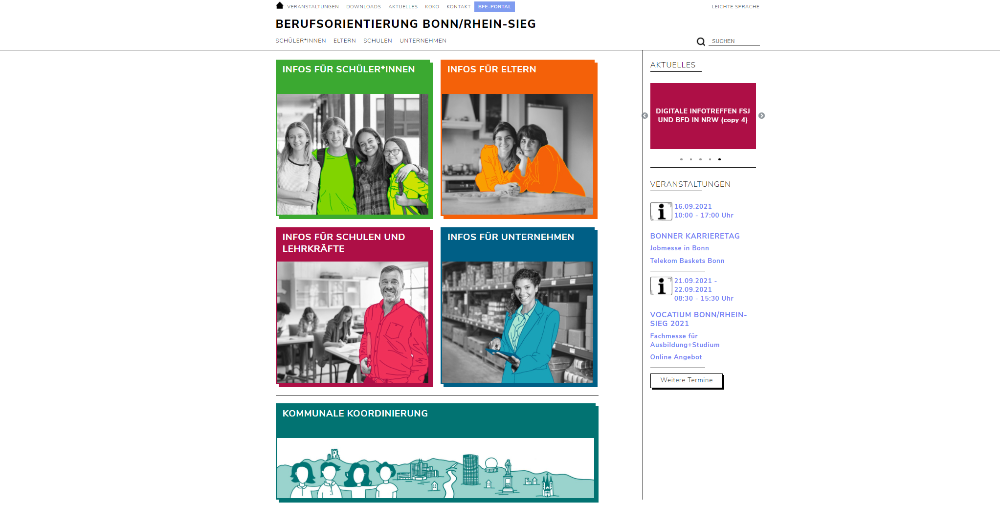 VERANSTALTUNGEN DOWNLOADS AKTUELLES KOKO KONTAKT BFE-PORTAL LEICHTE SPRACHE
BERUFSORIENTIERUNG BONN/RHEIN-SIEG
SCHÜLER*INNEN ELTERN SCHULEN UNTERNEHMEN SUCHEN
INFOS FÜR SCHÜLER*INNEN
INFOS FÜR ELTERN
INFOS FÜR SCHULEN UND
LEHRKRÄFTE
INFOS FÜR UNTERNEHMEN
KOMMUNALE KOORDINIERUNG
AKTUELLES
DIGITALE INFOTREFFEN FSJ
UND BFD IN NRW (copy 4)
VERANSTALTUNGEN
16.09.2021
10:00 - 17:00 Uhr
BONNER KARRIERETAG
Jobmesse in Bonn
Telekom Baskets Bonn
21.09.2021 -
22.09.2021
08:30 - 15:30 Uhr
VOCATIUM BONN/RHEIN-
SIEG 2021
Fachmesse für
Ausbildung+Studium
Online Angebot
Weitere Termine